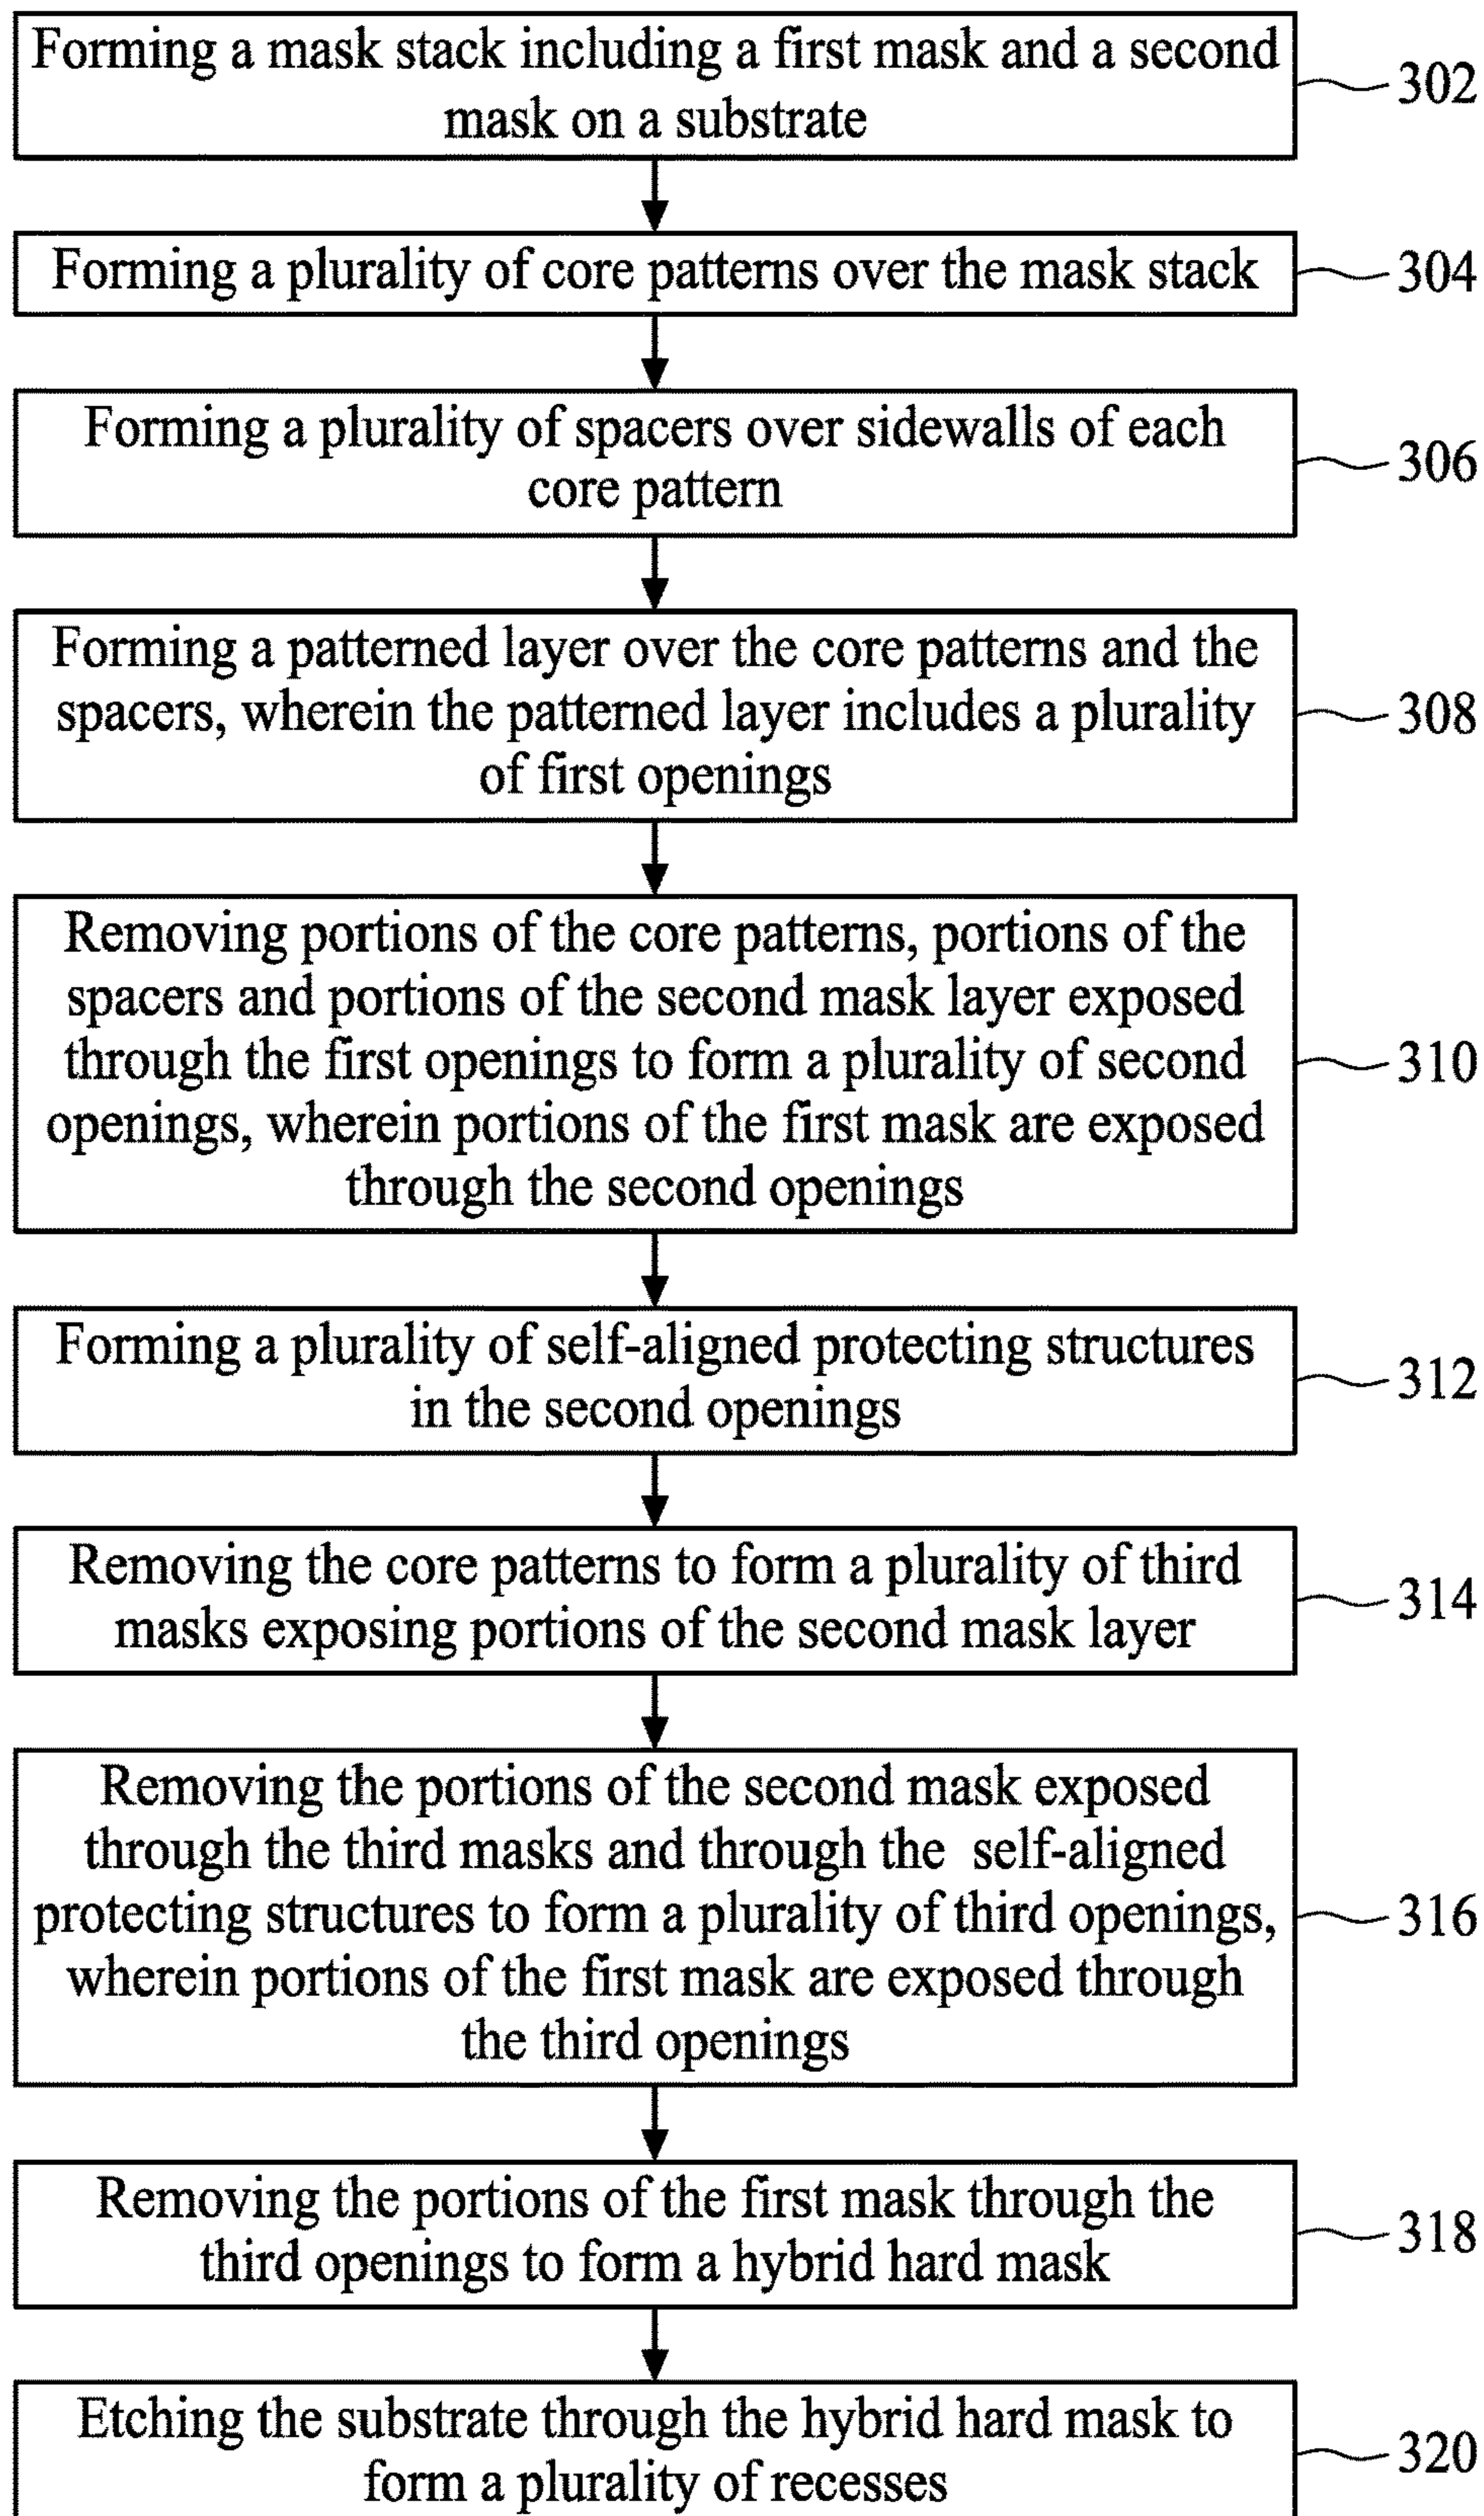 Forming a mask stack including a first mask and a second
mask on a substrate
302
Forming a plurality of core patterns over the mask stack
304
Forming a plurality of spacers over sidewalls of each
core pattern
306
Forming a patterned layer over the core patterns and the
spacers, wherein the patterned layer includes a plurality
of first openings
308
Removing portions of the core patterns, portions of the
spacers and portions of the second mask layer exposed
through the first openings to form a plurality of second
openings, wherein portions of the first mask are exposed
through the second openings
310
Forming a plurality of self-aligned protecting structures
in the second openings
312
Removing the core patterns to form a plurality of third
masks exposing portions of the second mask layer
314
Removing the portions of the second mask exposed
through the third masks and through the self-aligned
protecting structures to form a plurality of third openings,
wherein portions of the first mask are exposed through
the third openings
316
Removing the portions of the first mask through the
third openings to form a hybrid hard mask
318
Etching the substrate through the hybrid hard mask to
form a plurality of recesses
320